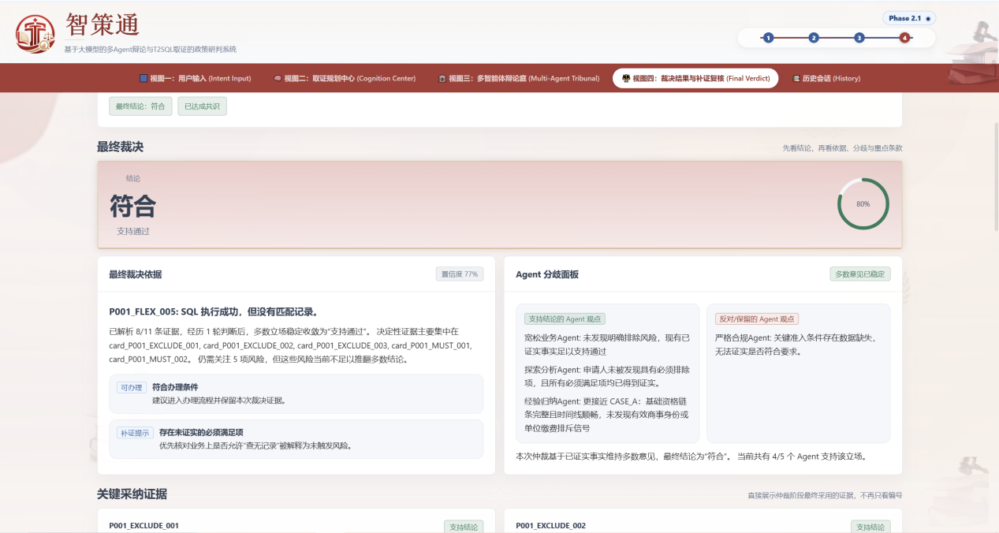 智策通
基于大模型的多Agent辩论与T2SQL取证的政策研判系统
Phase 2.1
1 2 3 4
视图一：用户输入 (Intent Input)
视图二：取证规划中心 (Cognition Center)
视图三：多智能体辩论庭 (Multi-Agent Tribunal)
视图四：裁决结果与补证复核 (Final Verdict)
历史会话 (History)
最终结论：符合
已达成共识
最终裁决
先看结论，再看依据、分歧与重点条款
结论
符合
支持通过
80%
最终裁决依据
置信度 77%
P001_FLEX_005: SQL 执行成功，但没有匹配记录。
已解析 8/11 条证据，经历 1 轮判断后，多数立场稳定收敛为“支持通过”。 决定性证据主要集中在
card_P001_EXCLUDE_001, card_P001_EXCLUDE_002, card_P001_EXCLUDE_003, card_P001_MUST_001,
card_P001_MUST_002。 仍需关注 5 项风险，但这些风险当前不足以推翻多数结论。
可办理
符合办理条件
建议进入办理流程并保留本次裁决证据。
补证提示
存在未证实的必须满足项
优先核对业务上是否允许“查无记录”被解释为未触发风险。
Agent 分歧面板
多数意见已稳定
支持结论的 Agent 观点
宽松业务Agent: 未发现明确排除风险，现有已
证实事实足以支持通过
探索分析Agent: 申请人未被发现具有必须排除
项，且所有必须满足项均已得到证实。
经验归纳Agent: 更接近 CASE_A：基础资格链
条完整且时间线顺畅，未发现有效商事身份或
单位缴费排斥信号
反对/保留的 Agent 观点
严格合规Agent: 关键准入条件存在数据缺失，
无法证实是否符合要求。
本次仲裁基于已证实事实维持多数意见，最终结论为“符合”。 当前共有 4/5 个 Agent 支持该立场。
关键采纳证据
直接展示仲裁阶段最终采用的证据，不再只看编号
P001_EXCLUDE_001
支持结论
P001_EXCLUDE_002
支持结论